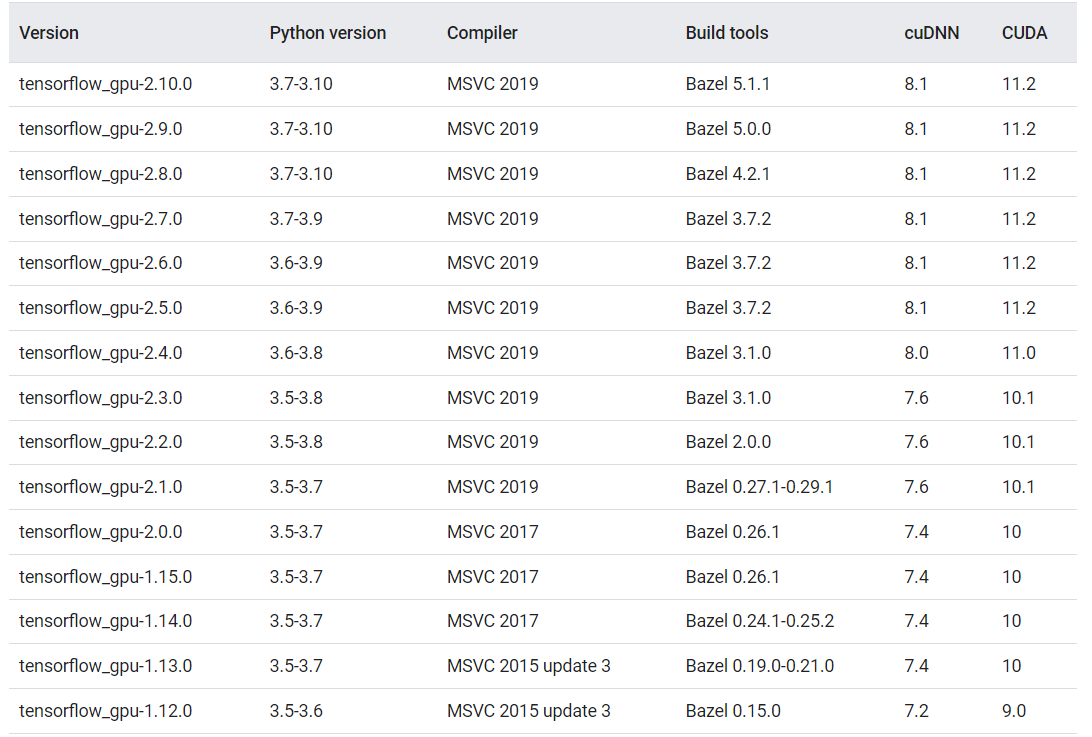 Version Python version Compiler Build tools cuDNN CUDA
tensorflow_gpu-2.10.0 3.7-3.10 MSVC 2019 Bazel 5.1.1 8.1 11.2
tensorflow_gpu-2.9.0 3.7-3.10 MSVC 2019 Bazel 5.0.0 8.1 11.2
tensorflow_gpu-2.8.0 3.7-3.10 MSVC 2019 Bazel 4.2.1 8.1 11.2
tensorflow_gpu-2.7.0 3.7-3.9 MSVC 2019 Bazel 3.7.2 8.1 11.2
tensorflow_gpu-2.6.0 3.6-3.9 MSVC 2019 Bazel 3.7.2 8.1 11.2
tensorflow_gpu-2.5.0 3.6-3.9 MSVC 2019 Bazel 3.7.2 8.1 11.2
tensorflow_gpu-2.4.0 3.6-3.8 MSVC 2019 Bazel 3.1.0 8.0 11.0
tensorflow_gpu-2.3.0 3.5-3.8 MSVC 2019 Bazel 3.1.0 7.6 10.1
tensorflow_gpu-2.2.0 3.5-3.8 MSVC 2019 Bazel 2.0.0 7.6 10.1
tensorflow_gpu-2.1.0 3.5-3.7 MSVC 2019 Bazel 0.27.1-0.29.1 7.6 10.1
tensorflow_gpu-2.0.0 3.5-3.7 MSVC 2017 Bazel 0.26.1 7.4 10
tensorflow_gpu-1.15.0 3.5-3.7 MSVC 2017 Bazel 0.26.1 7.4 10
tensorflow_gpu-1.14.0 3.5-3.7 MSVC 2017 Bazel 0.24.1-0.25.2 7.4 10
tensorflow_gpu-1.13.0 3.5-3.7 MSVC 2015 update 3 Bazel 0.19.0-0.21.0 7.4 10
tensorflow_gpu-1.12.0 3.5-3.6 MSVC 2015 update 3 Bazel 0.15.0 7.2 9.0